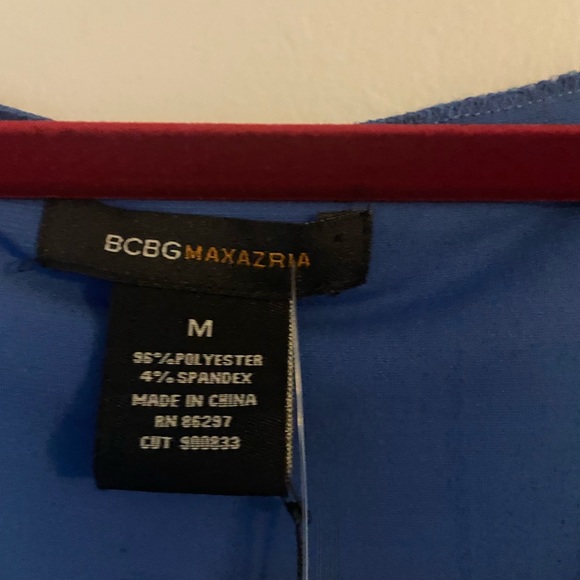 BCBGMAXAZRIA
M
96% POLYESTER
4% SPANDEX
MADE IN CHINA
RN 86297
CUT 900833